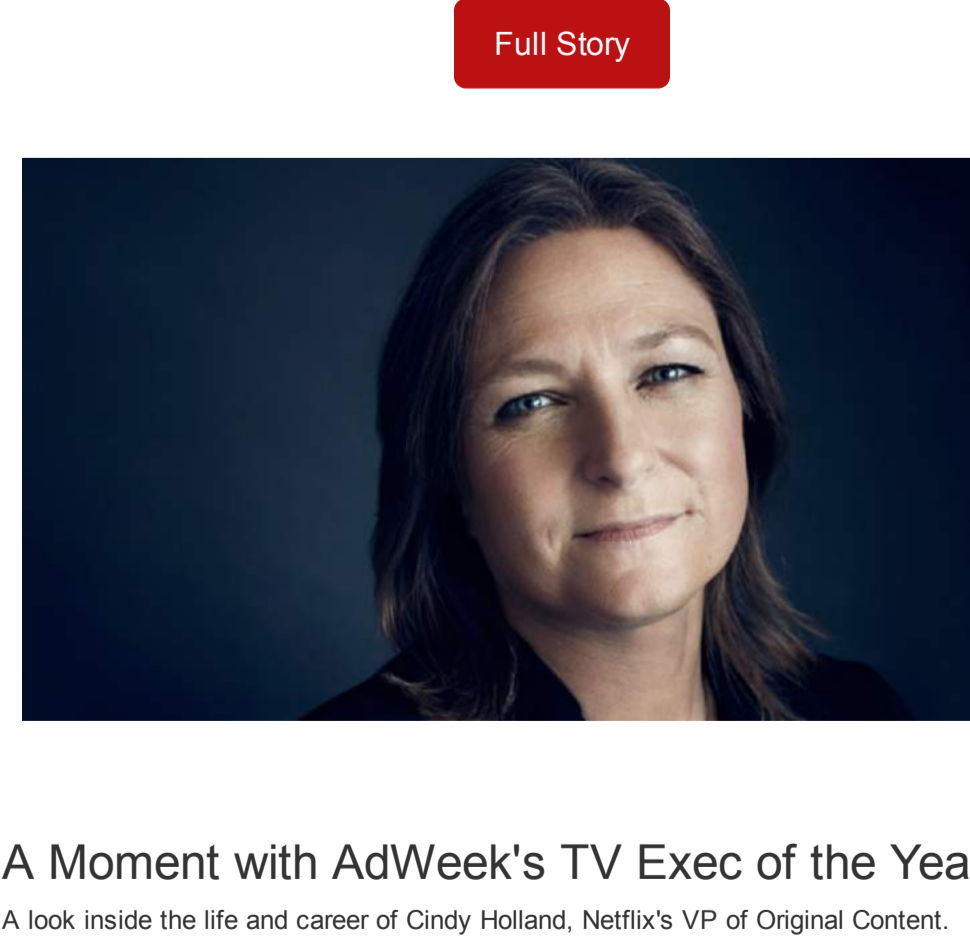 Full Story
A Moment with AdWeek's TV Exec of the Yea
A look inside the life and career of Cindy Holland, Netflix's VP of Original Content.